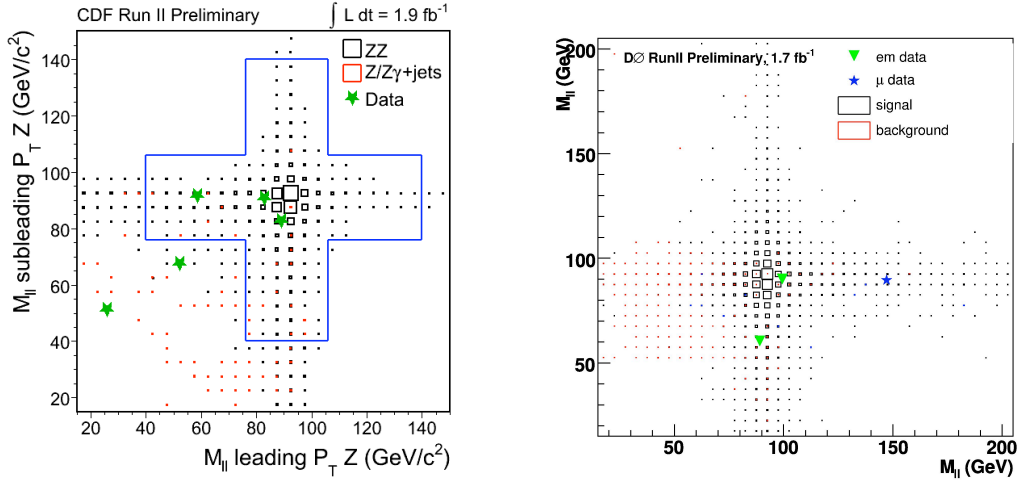 CDF Run II Preliminary
∫ L dt = 1.9 fb⁻¹
M_ll subleading P_T Z (GeV/c²)
140
120
100
80
60
40
20
ZZ
Z/Zγ+jets
Data
20 40 60 80 100 120 140
M_ll leading P_T Z (GeV/c²)
M_ll (GeV)
200
150
100
50
DØ RunII Preliminary, 1.7 fb⁻¹
em data
μ data
signal
background
50 100 150 200
M_ll (GeV)